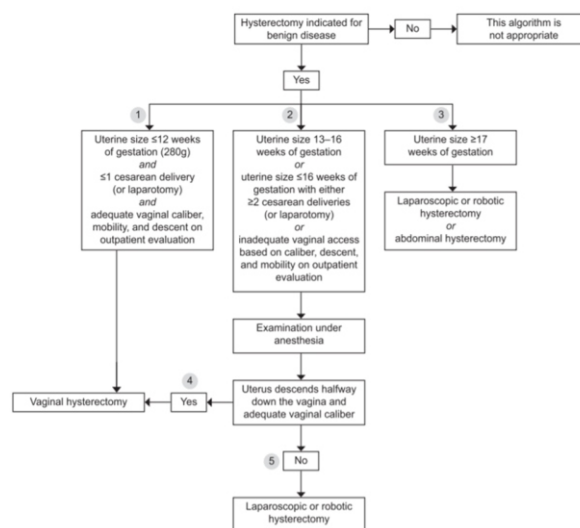 Hysterectomy indicated for
benign disease
No
This algorithm is
not appropriate
Yes
1
2
3
Uterine size ≤12 weeks
of gestation (280g)
and
≤1 cesarean delivery
(or laparotomy)
and
adequate vaginal caliber,
mobility, and descent on
outpatient evaluation
Uterine size 13–16
weeks of gestation
or
uterine size ≤16 weeks of
gestation with either
≥2 cesarean deliveries
(or laparotomy)
or
inadequate vaginal access
based on caliber, descent,
and mobility on outpatient
evaluation
Uterine size ≥17
weeks of gestation
Laparoscopic or robotic
hysterectomy
or
abdominal hysterectomy
Examination under
anesthesia
4
Vaginal hysterectomy
Yes
Uterus descends halfway
down the vagina and
adequate vaginal caliber
5
No
Laparoscopic or robotic
hysterectomy